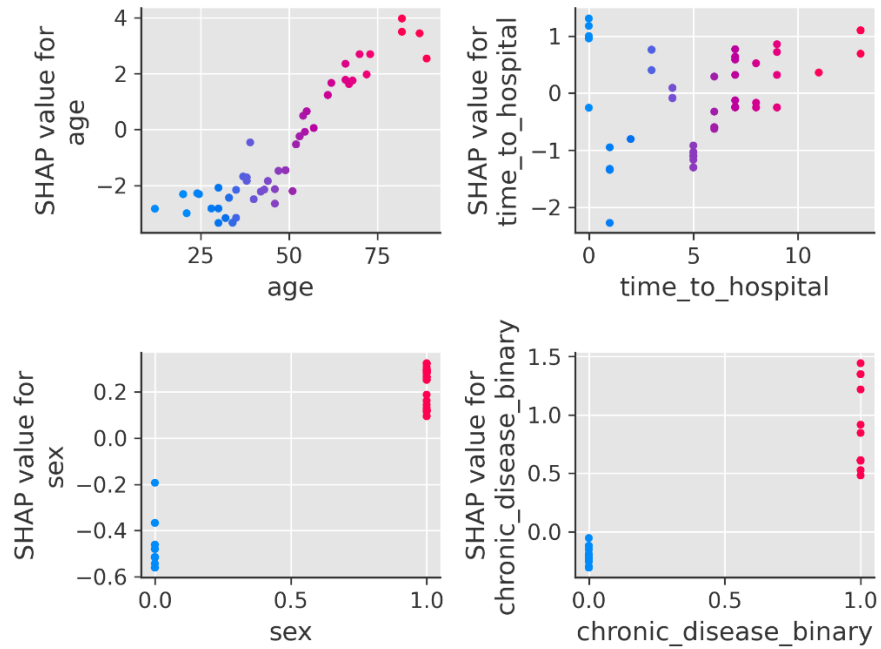 SHAP value for
age
4
2
0
−2
25
50
75
age
SHAP value for
time_to_hospital
1
0
−1
−2
0
5
10
time_to_hospital
SHAP value for
sex
0.2
0.0
−0.2
−0.4
−0.6
0.0
0.5
1.0
sex
SHAP value for
chronic_disease_binary
1.5
1.0
0.5
0.0
0.0
0.5
1.0
chronic_disease_binary